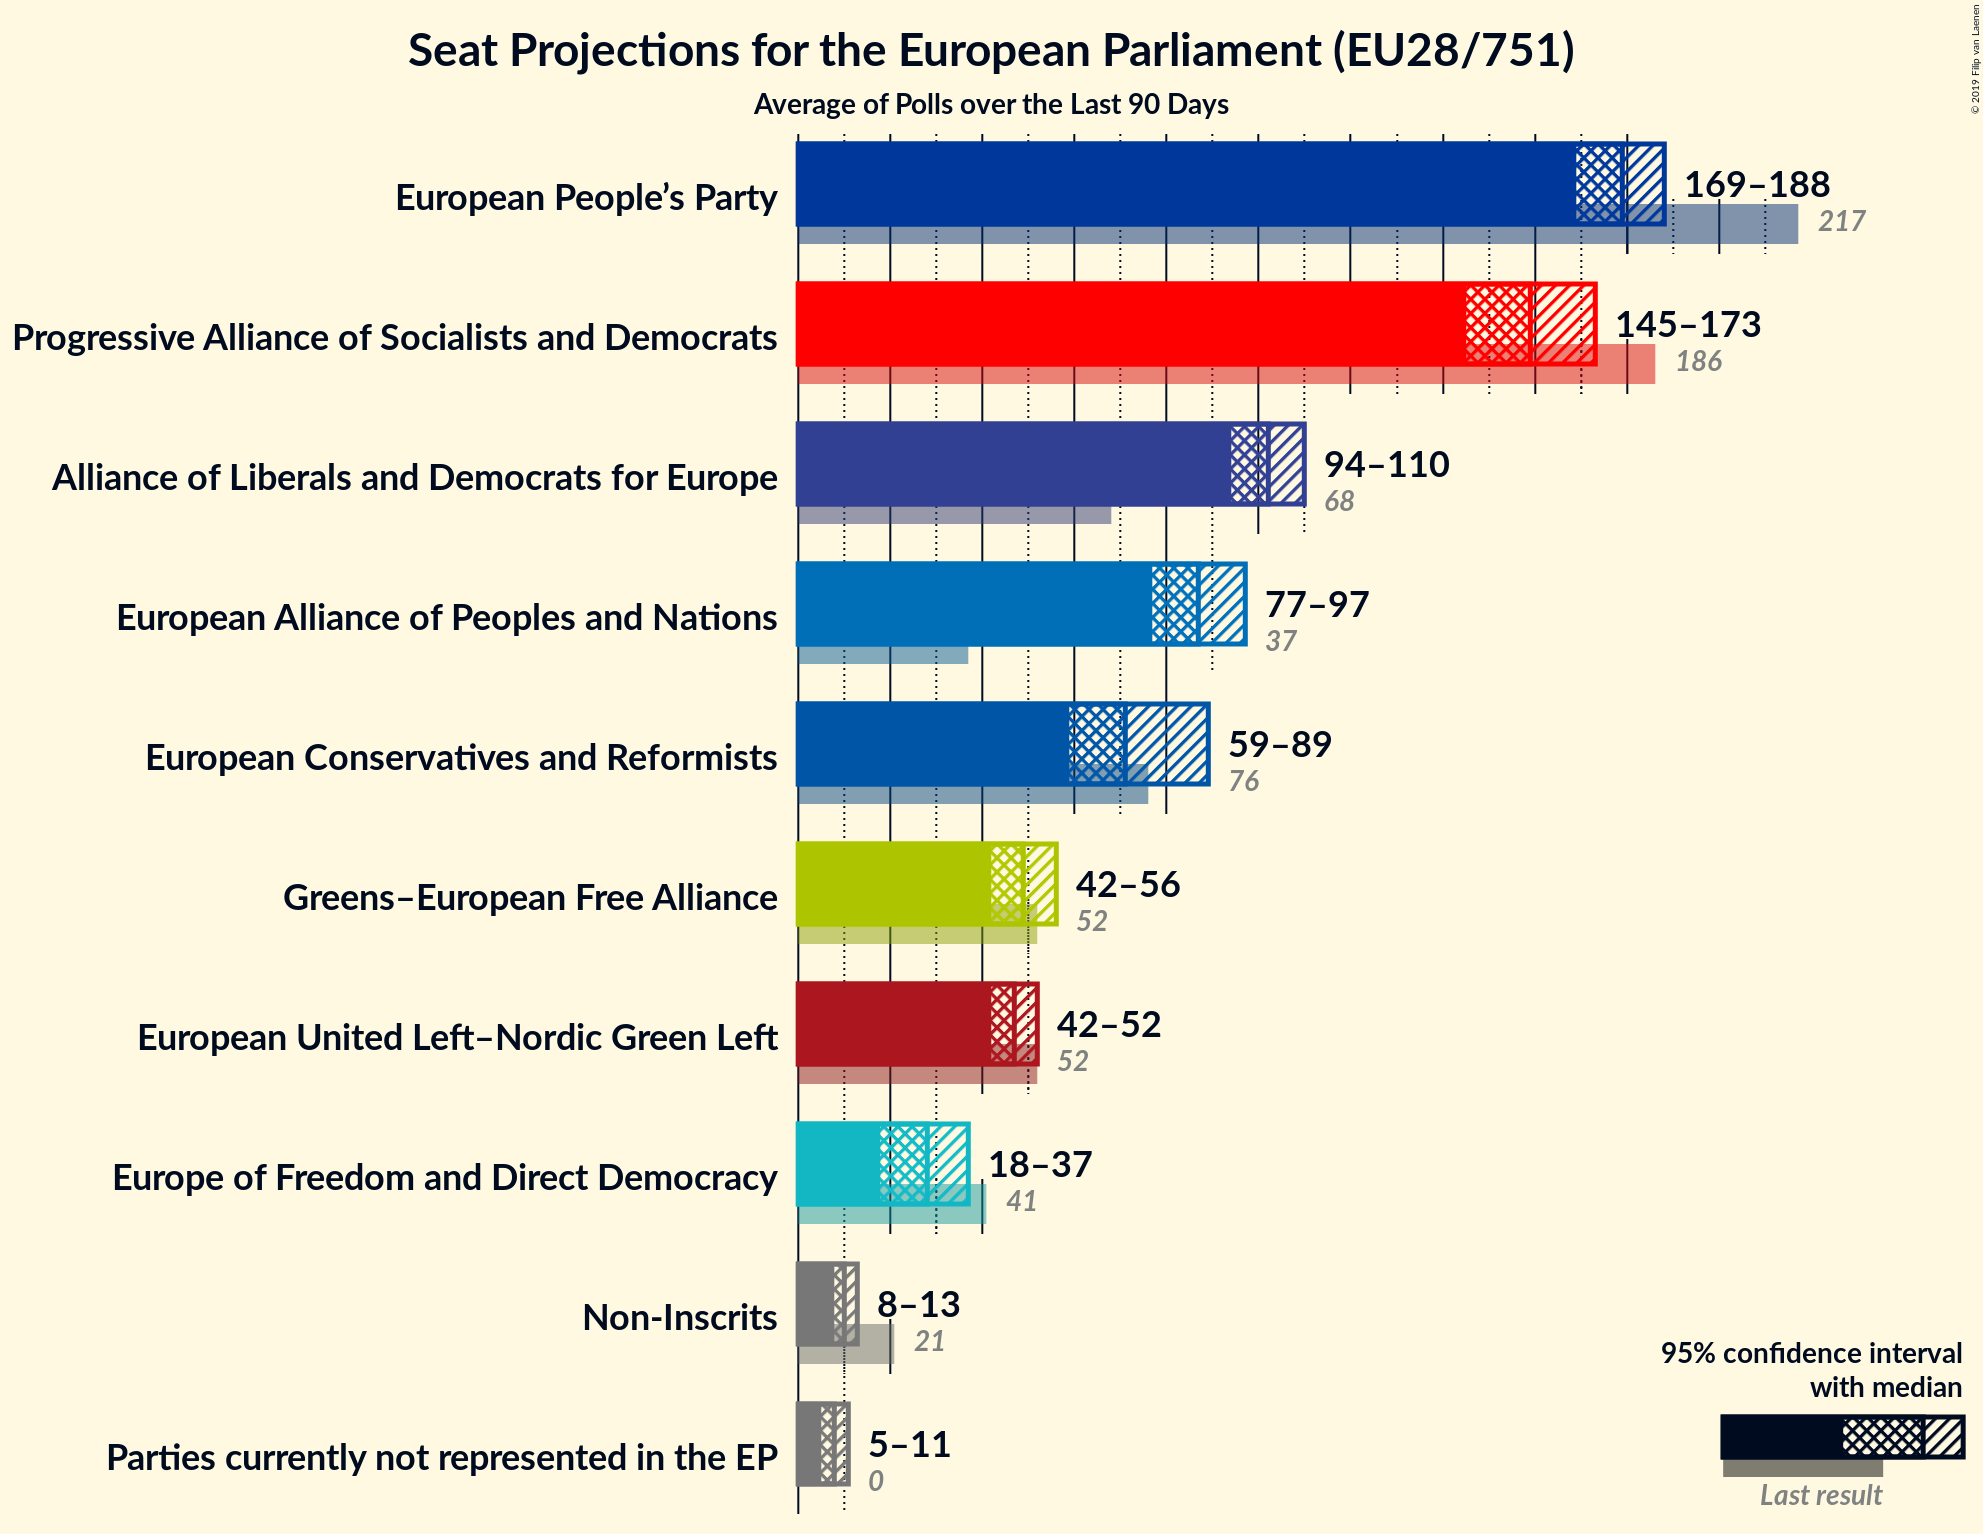 Seat Projections for the European Parliament (EU28/751)
Average of Polls over the Last 90 Days
© 2019 Filip van Laenen
European People’s Party
169–188
217
Progressive Alliance of Socialists and Democrats
145–173
186
Alliance of Liberals and Democrats for Europe
94–110
68
European Alliance of Peoples and Nations
77–97
37
European Conservatives and Reformists
59–89
76
Greens–European Free Alliance
42–56
52
European United Left–Nordic Green Left
42–52
52
Europe of Freedom and Direct Democracy
18–37
41
Non-Inscrits
8–13
21
Parties currently not represented in the EP
5–11
0
95% confidence interval
with median
Last result